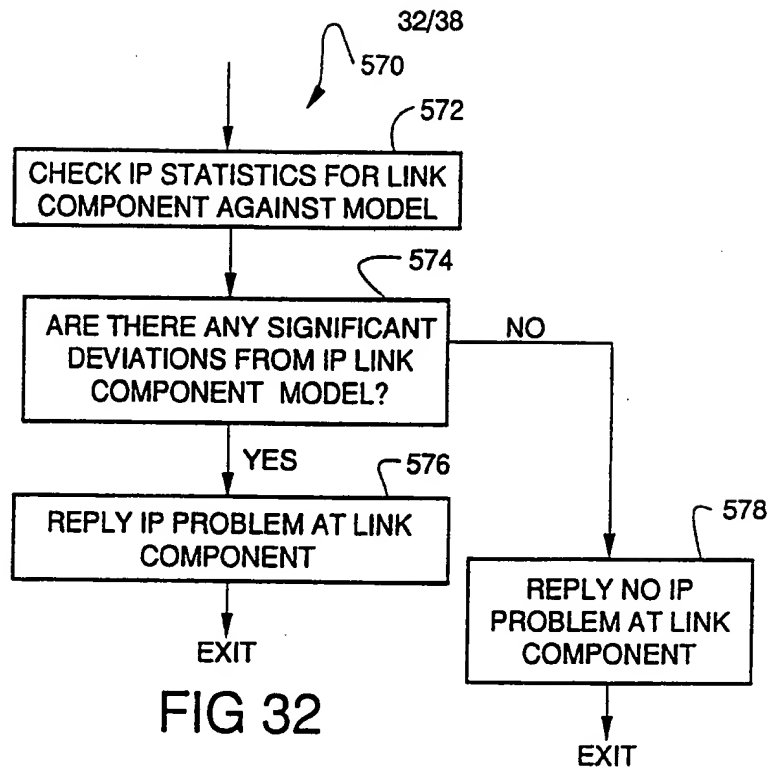 32/38
570
572
CHECK IP STATISTICS FOR LINK
COMPONENT AGAINST MODEL
574
ARE THERE ANY SIGNIFICANT
DEVIATIONS FROM IP LINK
COMPONENT MODEL?
NO
YES
576
REPLY IP PROBLEM AT LINK
COMPONENT
578
REPLY NO IP
PROBLEM AT LINK
COMPONENT
EXIT
FIG 32
EXIT